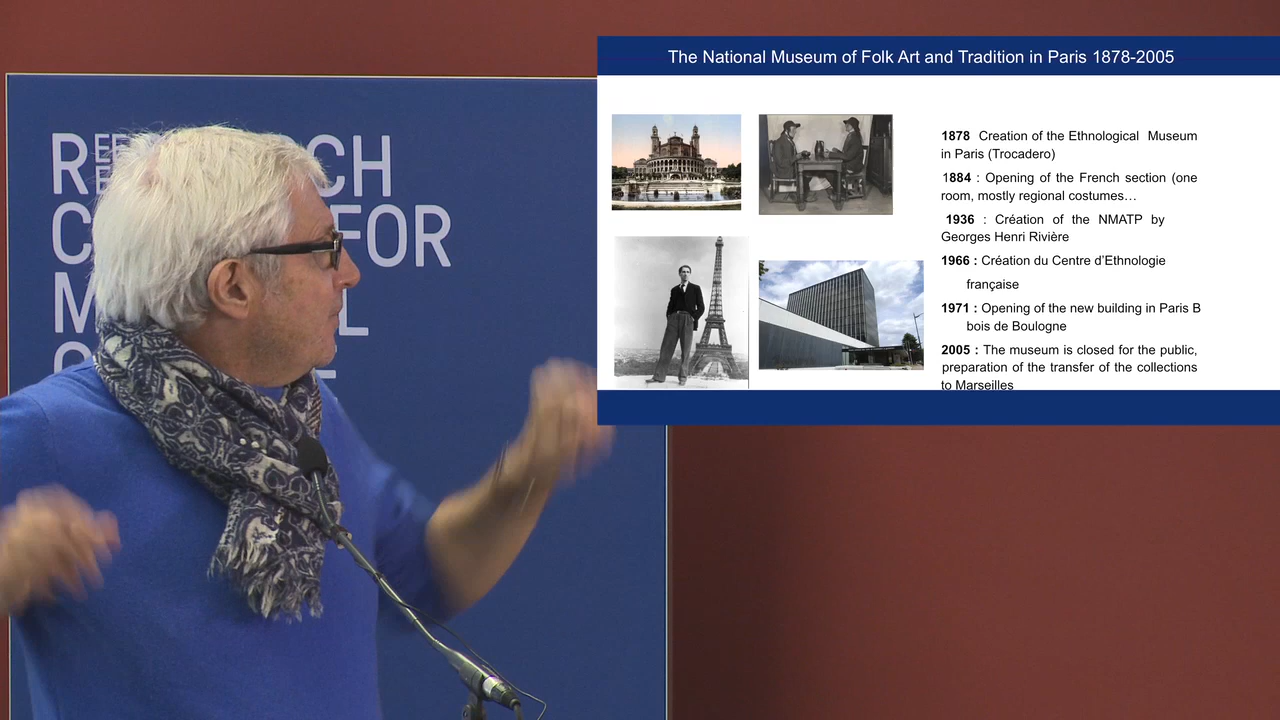 The National Museum of Folk Art and Tradition in Paris 1878-2005
1878 Creation of the Ethnological Museum
in Paris (Trocadero)
1884 : Opening of the French section (one
room, mostly regional costumes…
1936 : Création of the NMATP by
Georges Henri Rivière
1966 : Création du Centre d'Ethnologie
française
1971 : Opening of the new building in Paris B
bois de Boulogne
2005 : The museum is closed for the public,
preparation of the transfer of the collections
to Marseilles
FOR